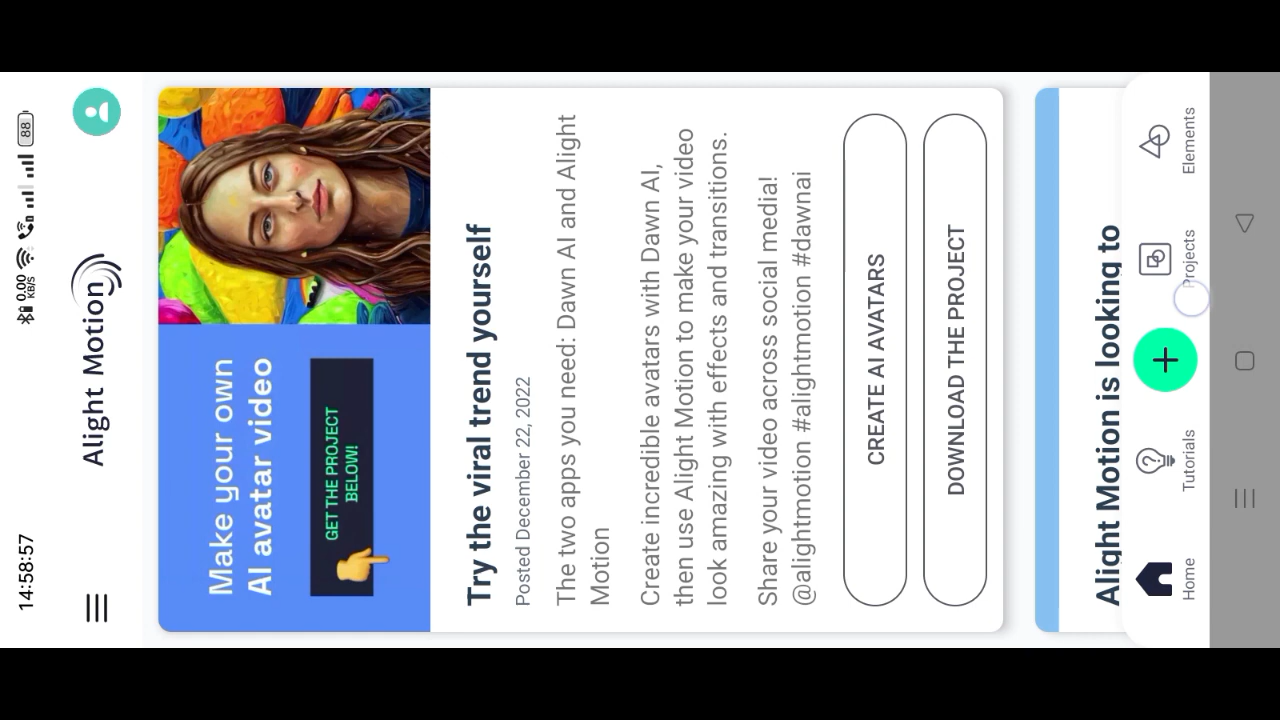 14:58:57
0.00
KB/S
88
Alight Motion
Make your own
AI avatar video
GET THE PROJECT
BELOW!
Try the viral trend yourself
Posted December 22, 2022
The two apps you need: Dawn AI and Alight
Motion
Create incredible avatars with Dawn AI,
then use Alight Motion to make your video
look amazing with effects and transitions.
Share your video across social media!
@alightmotion #alightmotion #dawnai
CREATE AI AVATARS
DOWNLOAD THE PROJECT
Alight Motion is looking to
Home
Tutorials
Projects
Elements